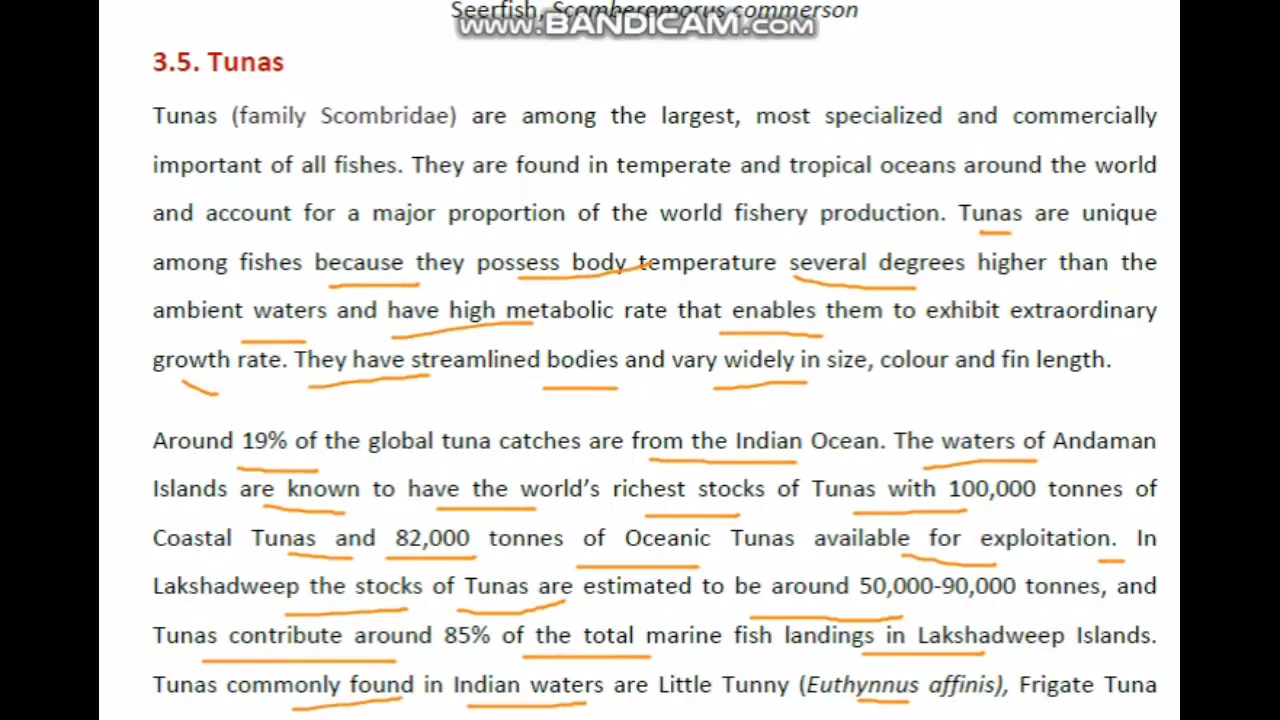 Seerfish, Scomberomorus commerson
www.BANDICAM.com
3.5. Tunas
Tunas (family Scombridae) are among the largest, most specialized and commercially
important of all fishes. They are found in temperate and tropical oceans around the world
and account for a major proportion of the world fishery production. Tunas are unique
among fishes because they possess body temperature several degrees higher than the
ambient waters and have high metabolic rate that enables them to exhibit extraordinary
growth rate. They have streamlined bodies and vary widely in size, colour and fin length.
Around 19% of the global tuna catches are from the Indian Ocean. The waters of Andaman
Islands are known to have the world's richest stocks of Tunas with 100,000 tonnes of
Coastal Tunas and 82,000 tonnes of Oceanic Tunas available for exploitation. In
Lakshadweep the stocks of Tunas are estimated to be around 50,000-90,000 tonnes, and
Tunas contribute around 85% of the total marine fish landings in Lakshadweep Islands.
Tunas commonly found in Indian waters are Little Tunny (Euthynnus affinis), Frigate Tuna